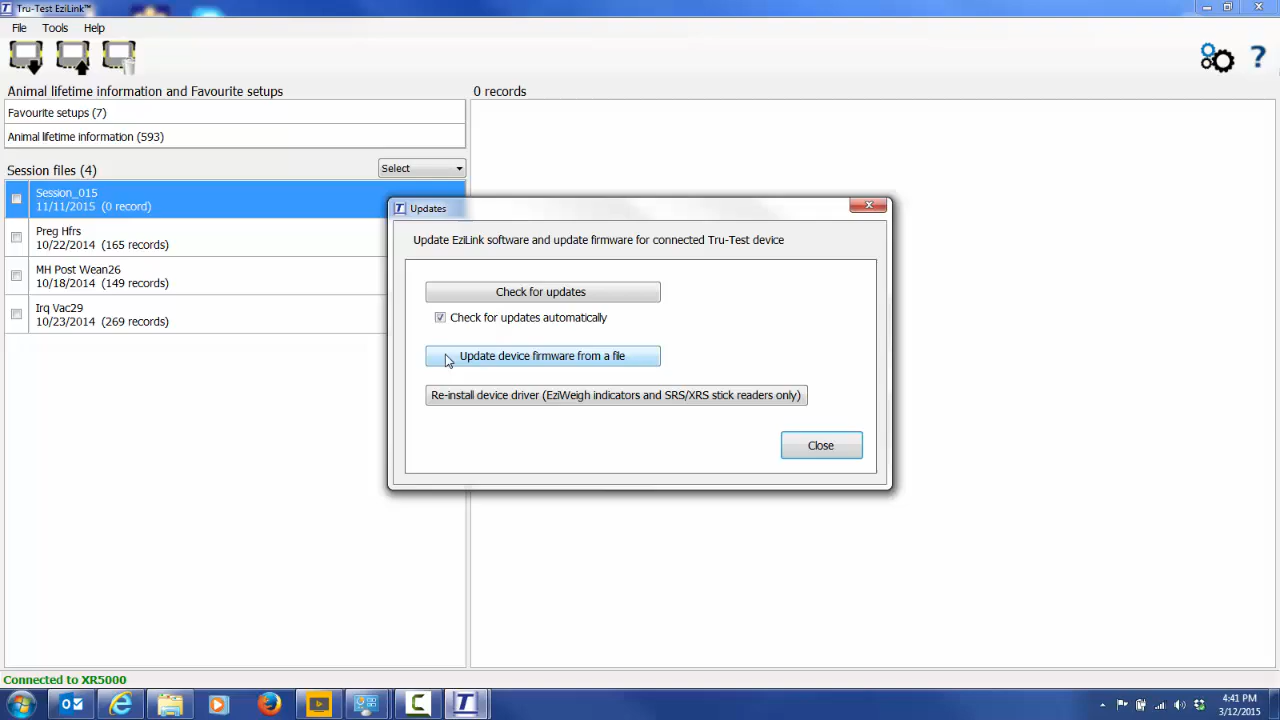 Tru-Test EziLink™
File Tools Help
?
Animal lifetime information and Favourite setups
0 records
Favourite setups (7)
Animal lifetime information (593)
Session files (4)
Select
Session_015
11/11/2015 (0 record)
Preg Hfrs
10/22/2014 (165 records)
MH Post Wean26
10/18/2014 (149 records)
Irq Vac29
10/23/2014 (269 records)
Updates
Update EziLink software and update firmware for connected Tru-Test device
Check for updates
Check for updates automatically
Update device firmware from a file
Re-install device driver (EziWeigh indicators and SRS/XRS stick readers only)
Close
Connected to XR5000
4:41 PM
3/12/2015